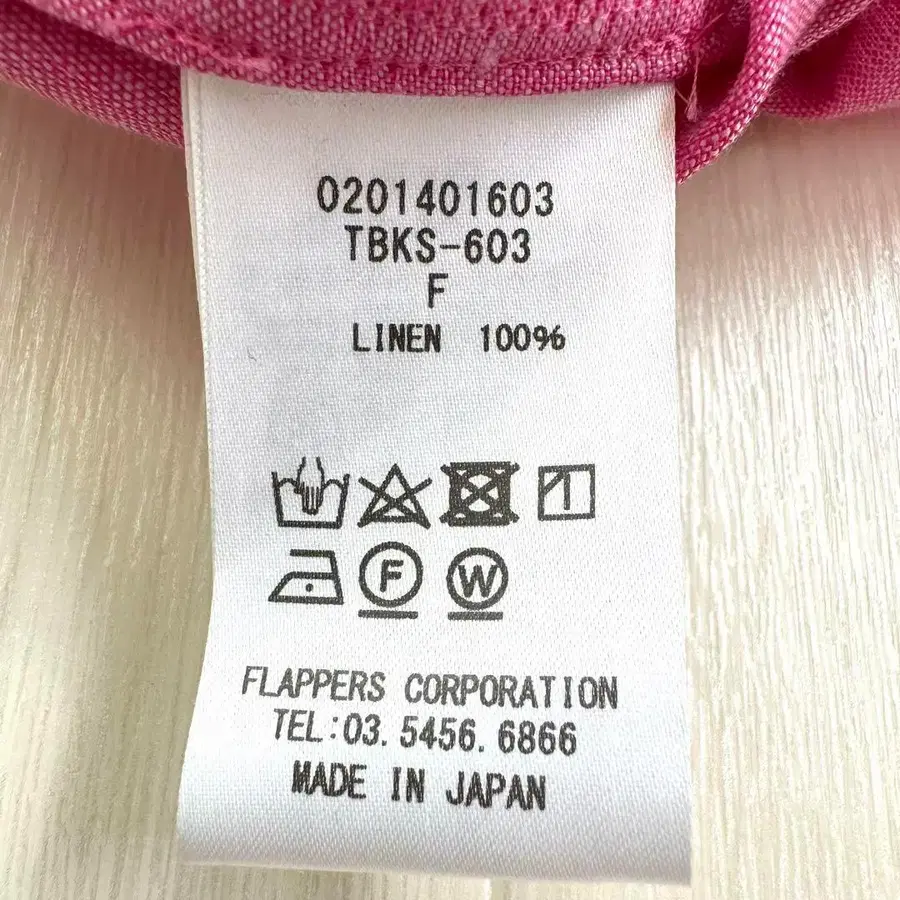 0201401603
TBKS-603
F
LINEN 100%
F W
FLAPPERS CORPORATION
TEL:03. 5456. 6866
MADE IN JAPAN